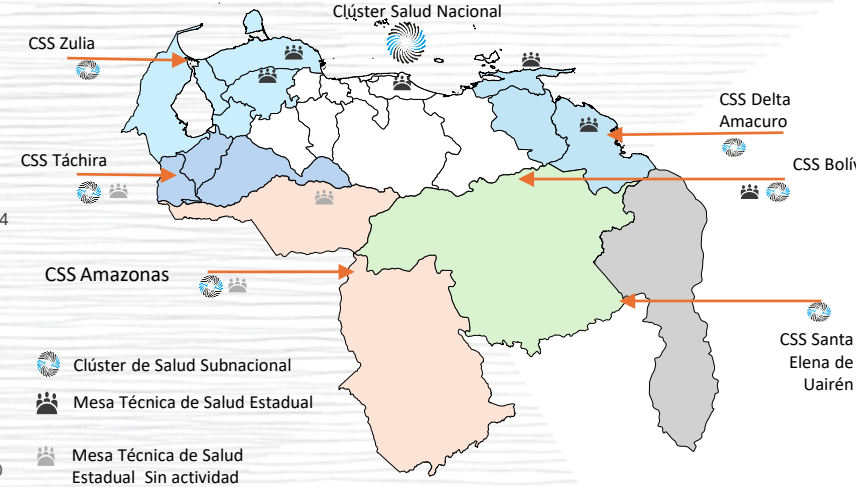 Clúster Salud Nacional
CSS Zulia
CSS Delta
Amacuro
CSS Táchira
CSS Bolív
4
CSS Amazonas
CSS Santa
Elena de
Uairén
Clúster de Salud Subnacional
Mesa Técnica de Salud Estadual
Mesa Técnica de Salud
Estadual Sin actividad